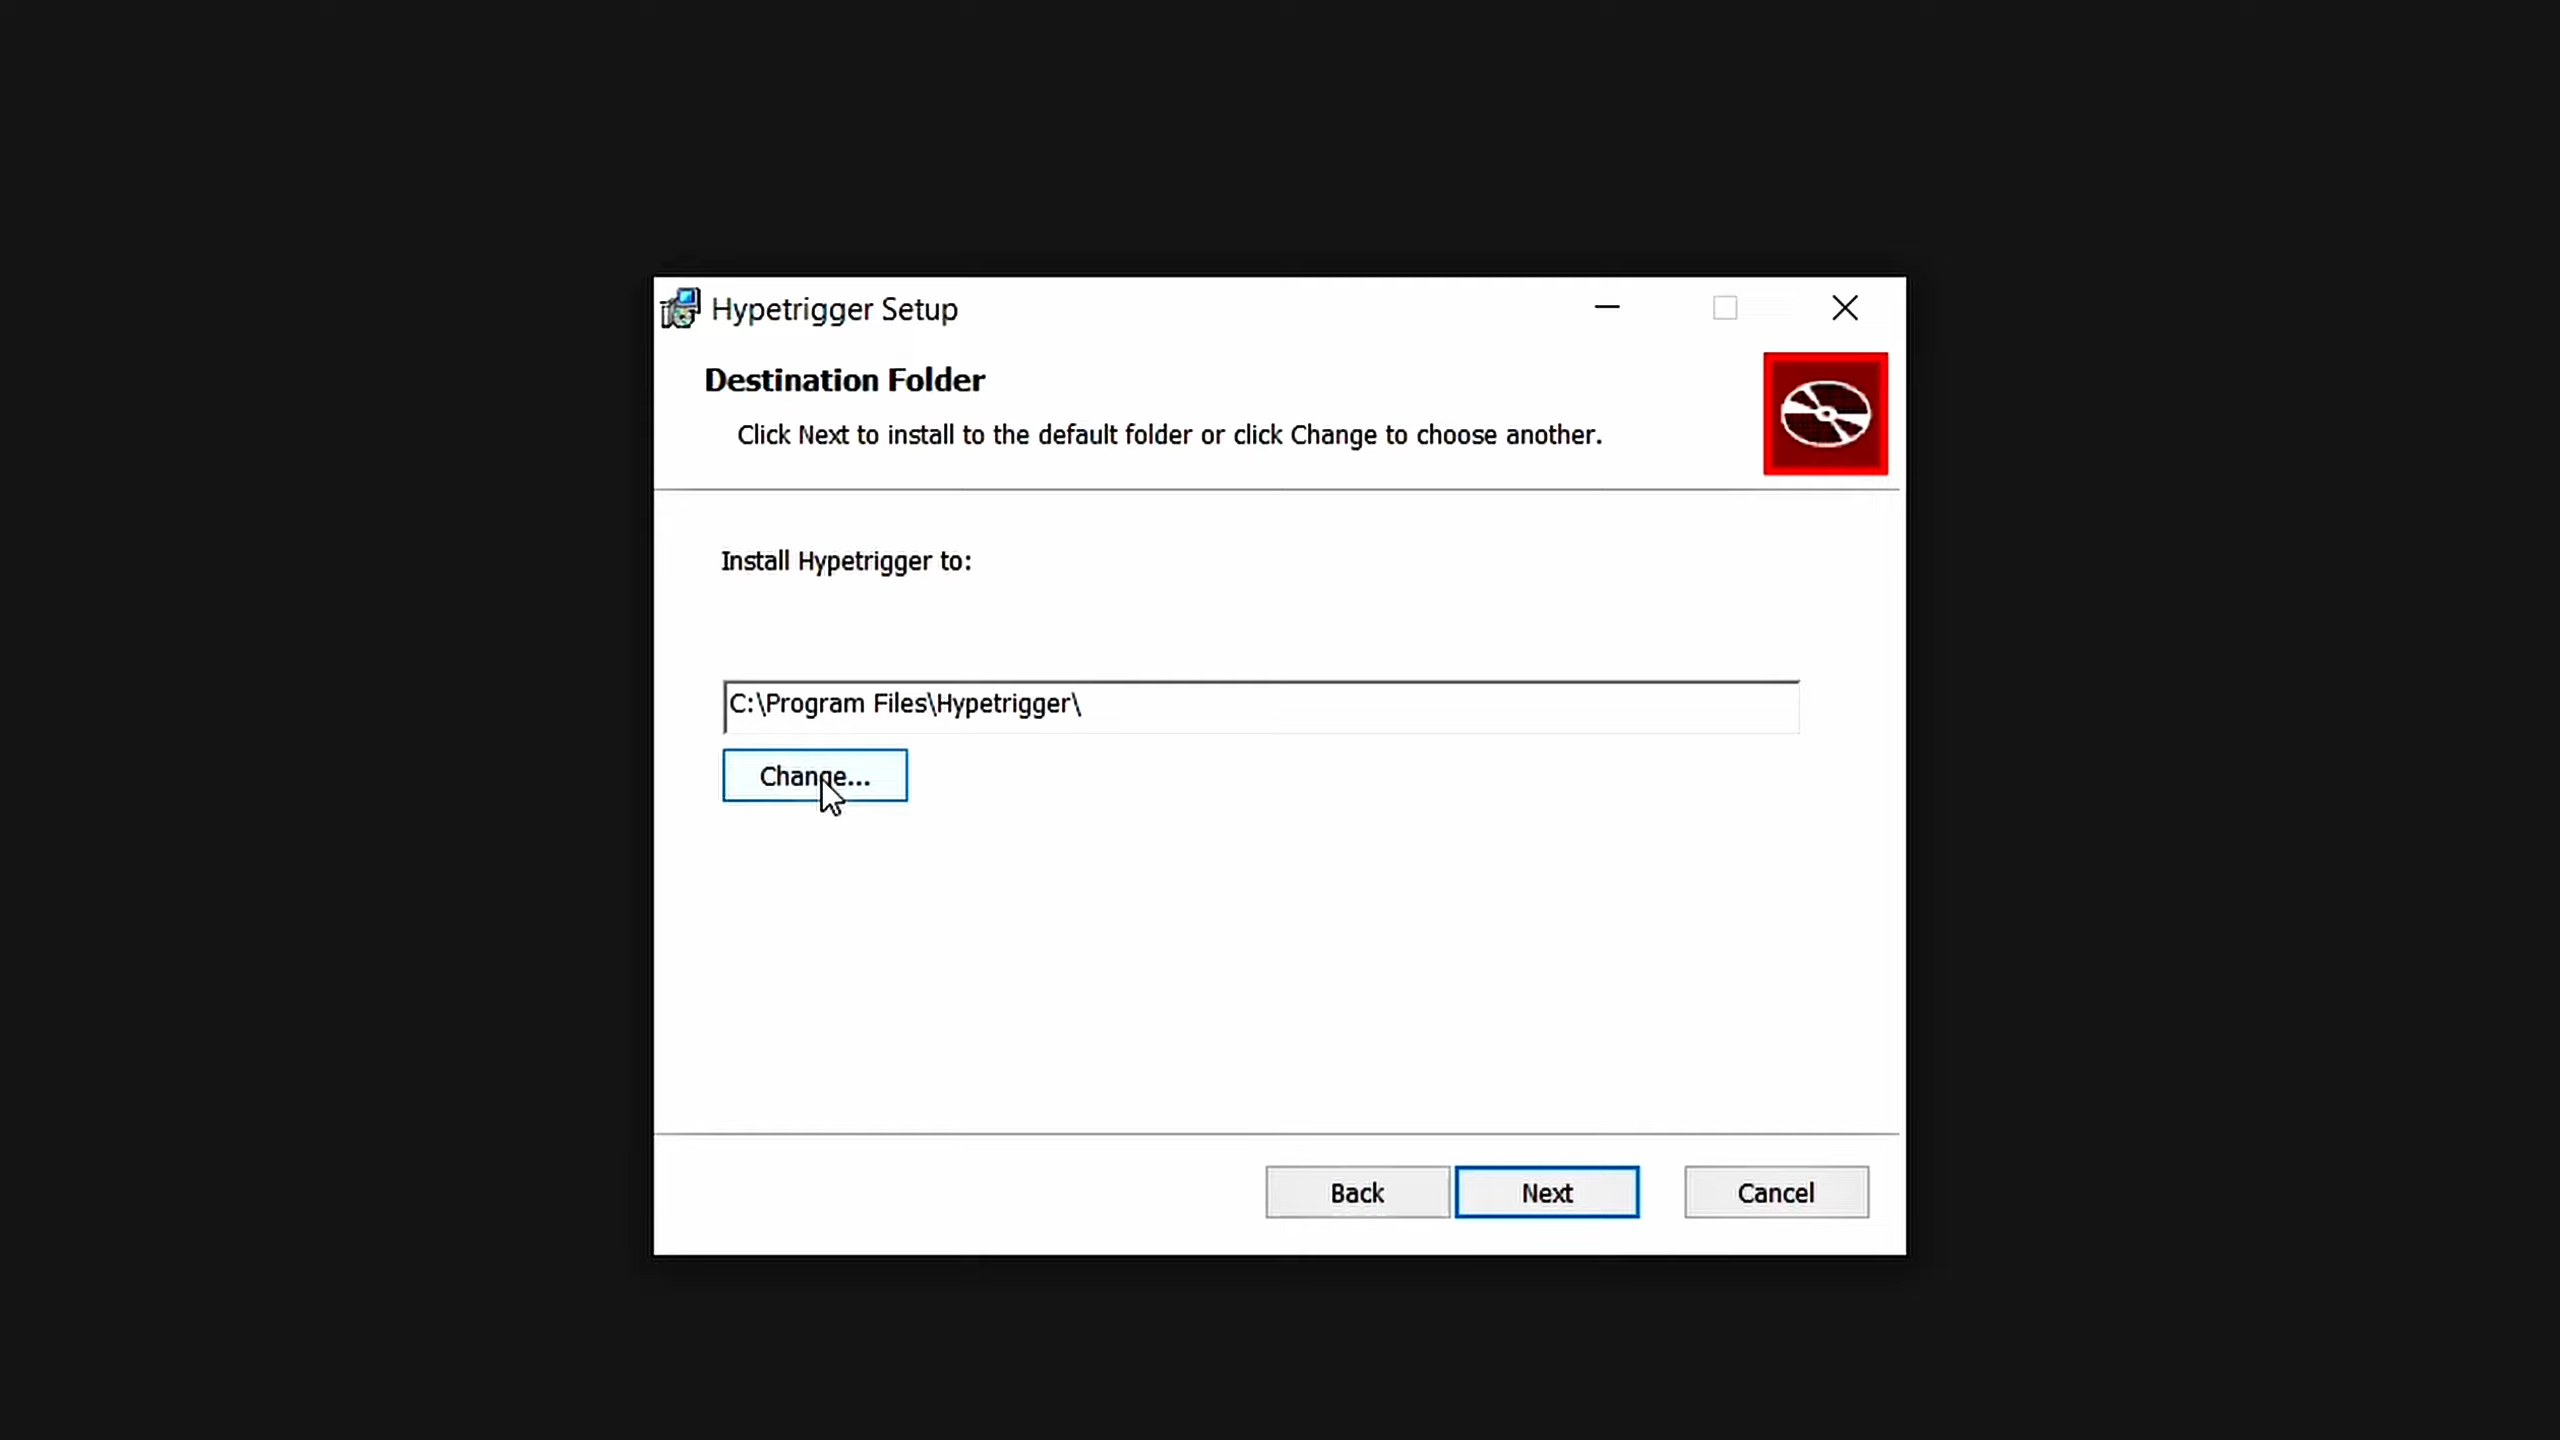 Hypetrigger Setup
Destination Folder
Click Next to install to the default folder or click Change to choose another.
Install Hypetrigger to:
C:\Program Files\Hypetrigger\
Change...
Back
Next
Cancel